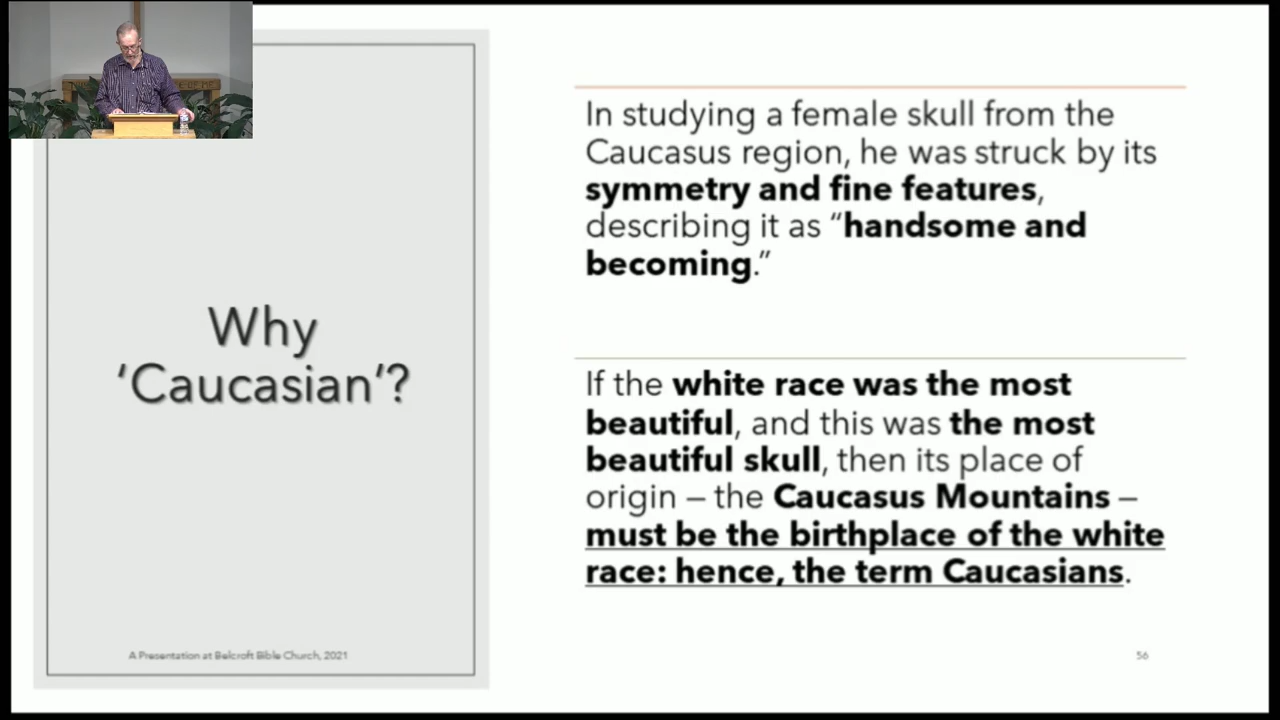 Why
‘Caucasian’?
A Presentation at Belcroft Bible Church, 2021
In studying a female skull from the
Caucasus region, he was struck by its
symmetry and fine features,
describing it as “handsome and
becoming.”
If the white race was the most
beautiful, and this was the most
beautiful skull, then its place of
origin – the Caucasus Mountains –
must be the birthplace of the white
race: hence, the term Caucasians.
56